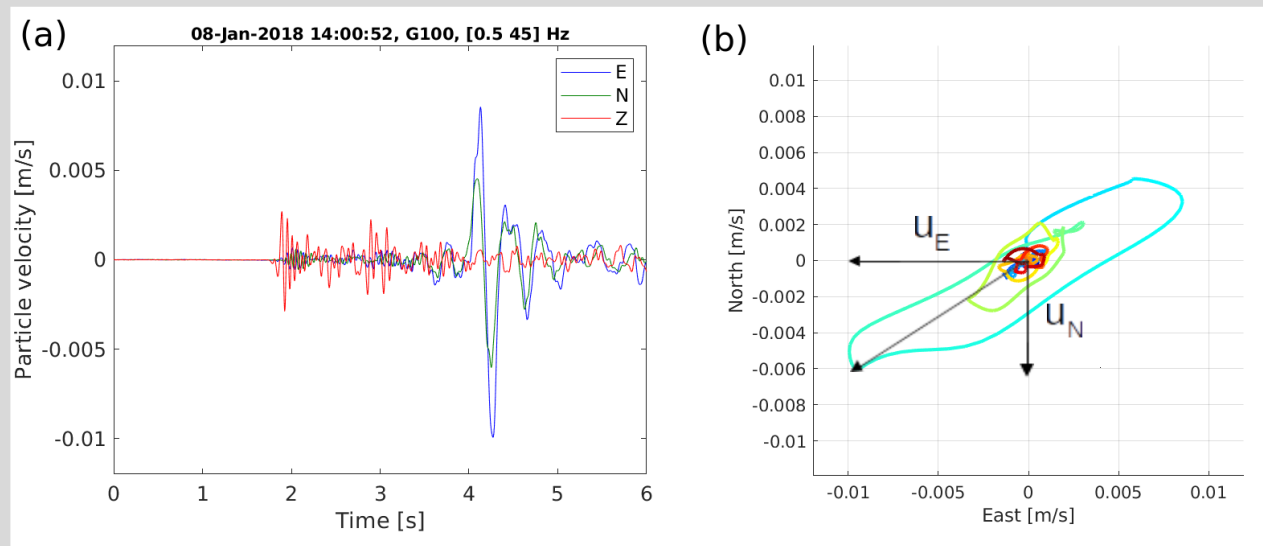 (a)
08-Jan-2018 14:00:52, G100, [0.5 45] Hz
E
N
Z
0.01
0.005
0
-0.005
-0.01
Particle velocity [m/s]
0
1
2
3
4
5
6
Time [s]
(b)
0.01
0.008
0.006
0.004
0.002
0
-0.002
-0.004
-0.006
-0.008
-0.01
North [m/s]
uE
uN
-0.01
-0.005
0
0.005
0.01
East [m/s]